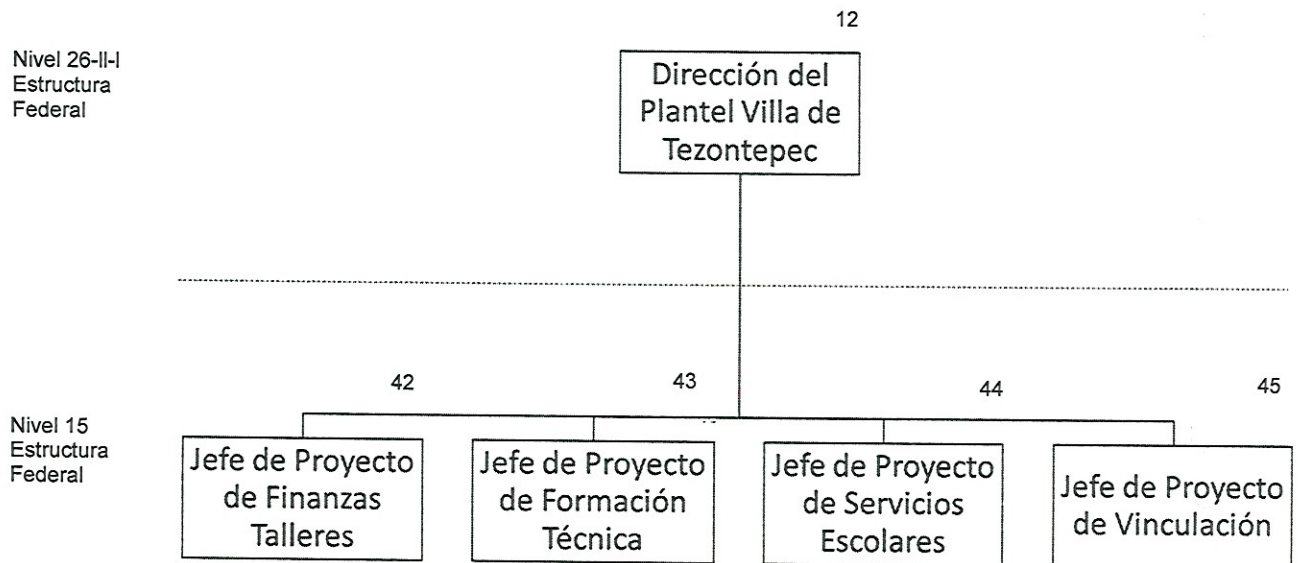 12
Nivel 26-II-I
Estructura
Federal
Dirección del
Plantel Villa de
Tezontepec
42
43
44
45
Nivel 15
Estructura
Federal
Jefe de Proyecto
de Finanzas
Talleres
Jefe de Proyecto
de Formación
Técnica
Jefe de Proyecto
de Servicios
Escolares
Jefe de Proyecto
de Vinculación